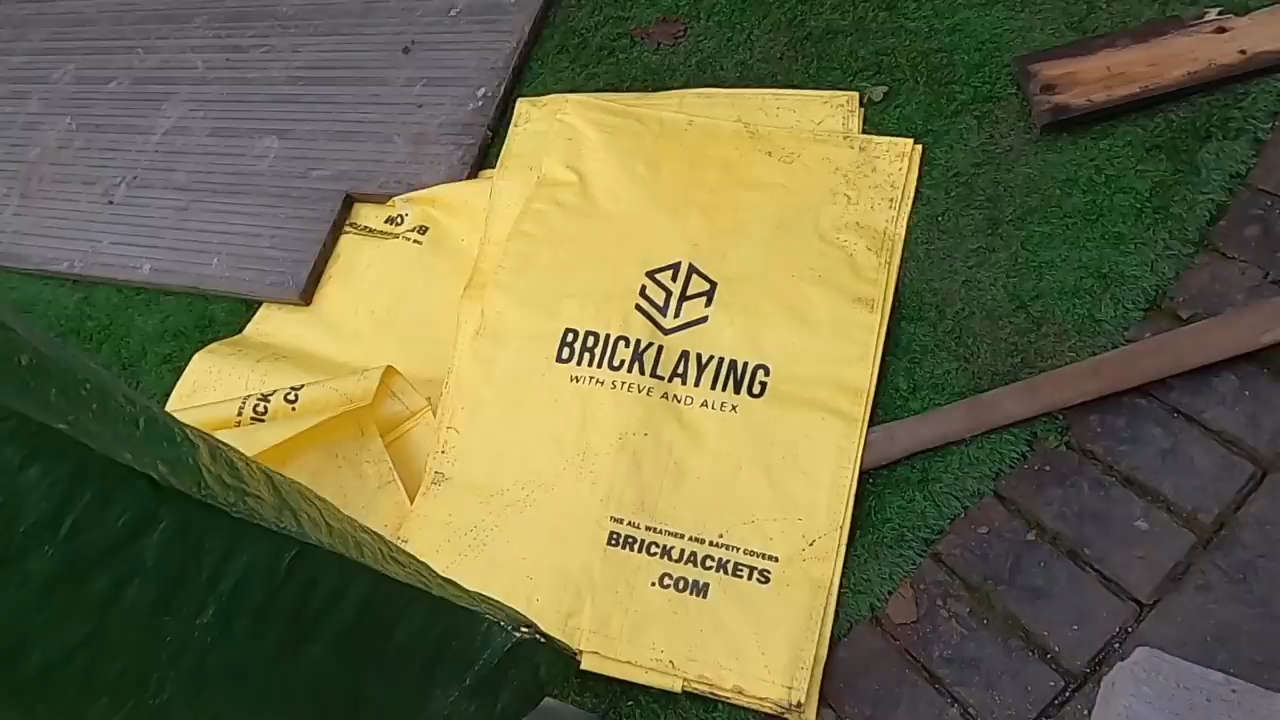 SA
BRICKLAYING
WITH STEVE AND ALEX
THE ALL WEATHER AND SAFETY COVERS
BRICKJACKETS
.COM